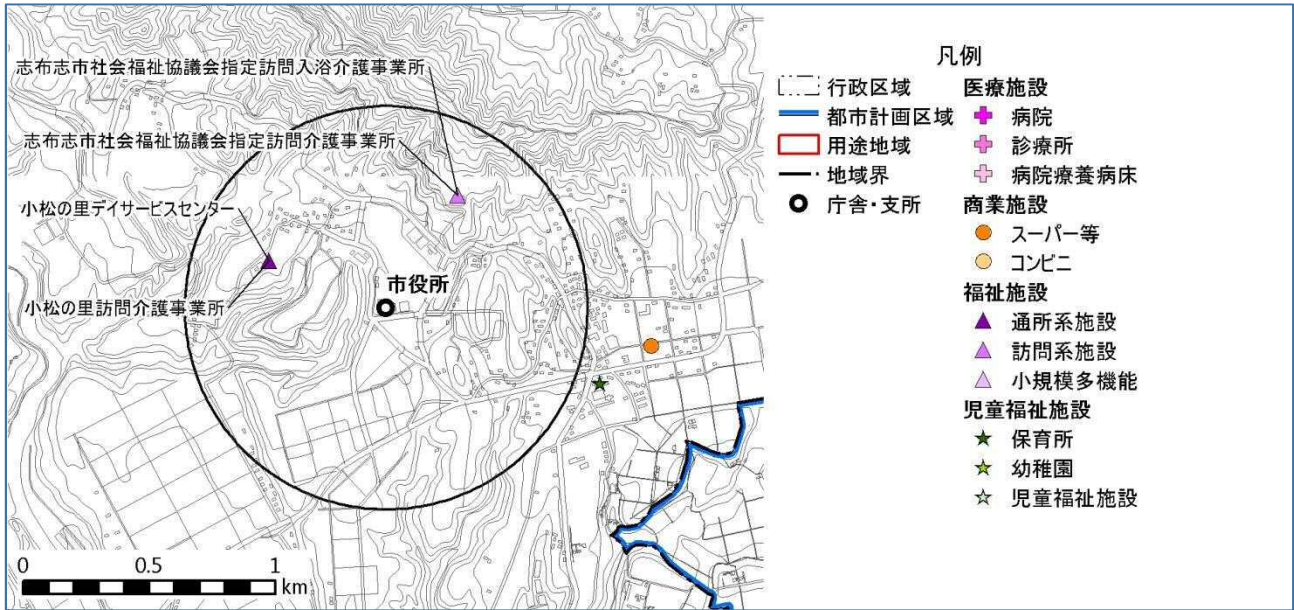 志布志市社会福祉協議会指定訪問入浴介護事業所
志布志市社会福祉協議会指定訪問介護事業所
小松の里デイサービスセンター
小松の里訪問介護事業所
市役所
0 0.5 1
km
凡例
行政区域
都市計画区域
用途地域
地域界
庁舎・支所
医療施設
病院
診療所
病院療養病床
商業施設
スーパー等
コンビニ
福祉施設
通所系施設
訪問系施設
小規模多機能
児童福祉施設
保育所
幼稚園
児童福祉施設